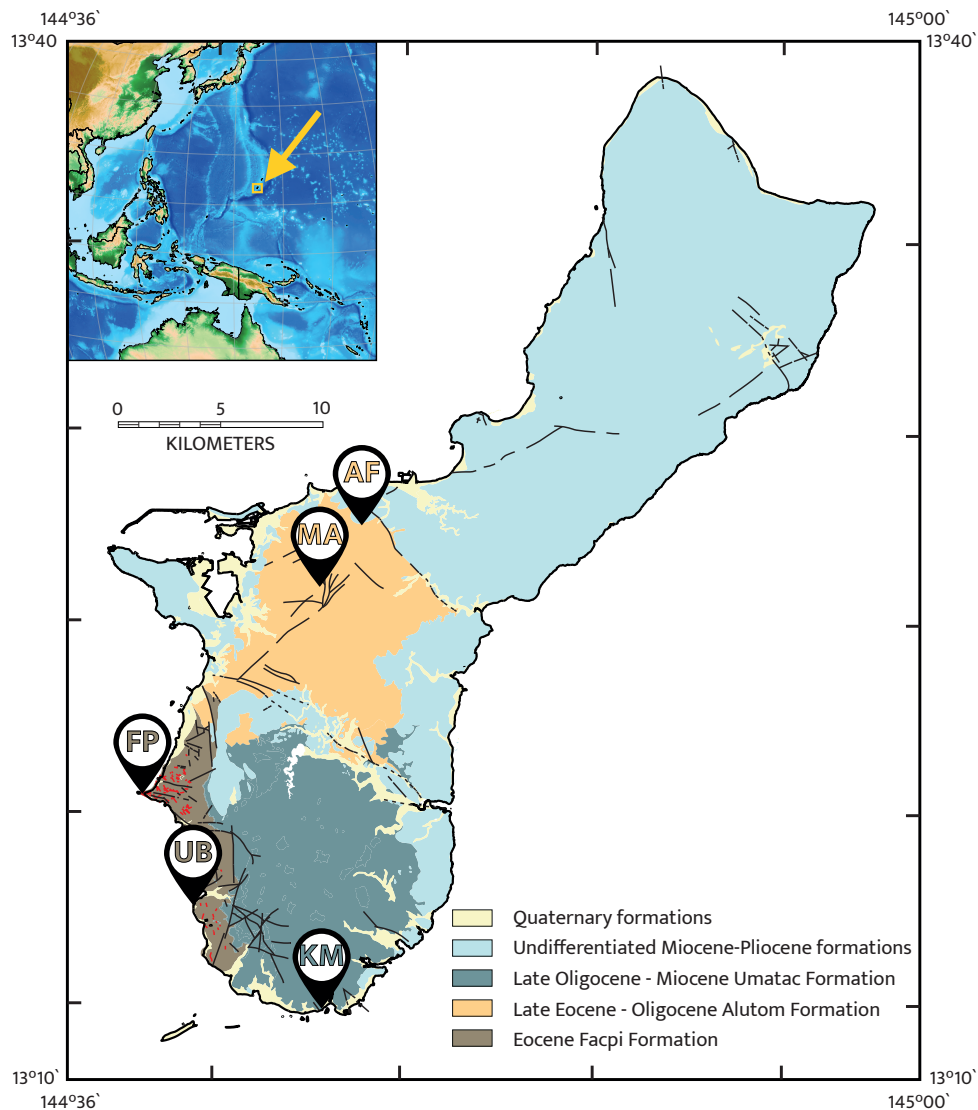 144º36` 145º00`
13º40 13º40`
0 5 10
KILOMETERS
AF
MA
FP
UB
KM
Quaternary formations
Undifferentiated Miocene-Pliocene formations
Late Oligocene - Miocene Umatac Formation
Late Eocene - Oligocene Alutom Formation
Eocene Facpi Formation
13º10` 13º10`
144º36` 145º00`